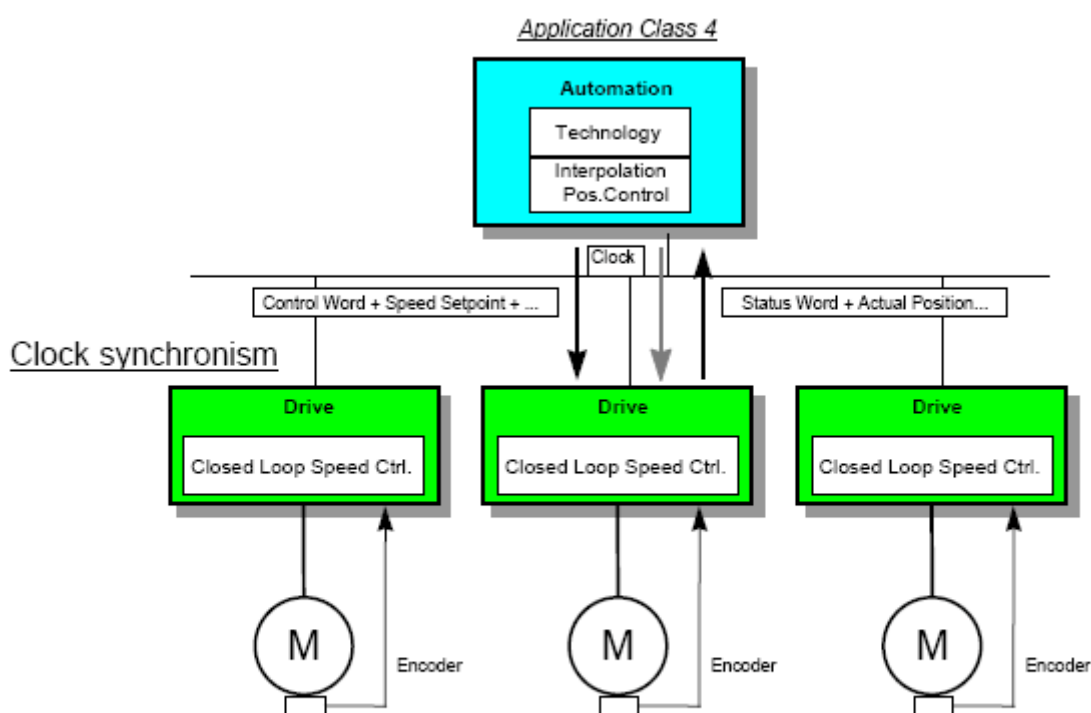 Application Class 4
Automation
Technology
Interpolation
Pos.Control
Clock
Control Word + Speed Setpoint + ...
Status Word + Actual Position...
Clock synchronism
Drive
Drive
Drive
Closed Loop Speed Ctrl.
Closed Loop Speed Ctrl.
Closed Loop Speed Ctrl.
M
M
M
Encoder
Encoder
Encoder